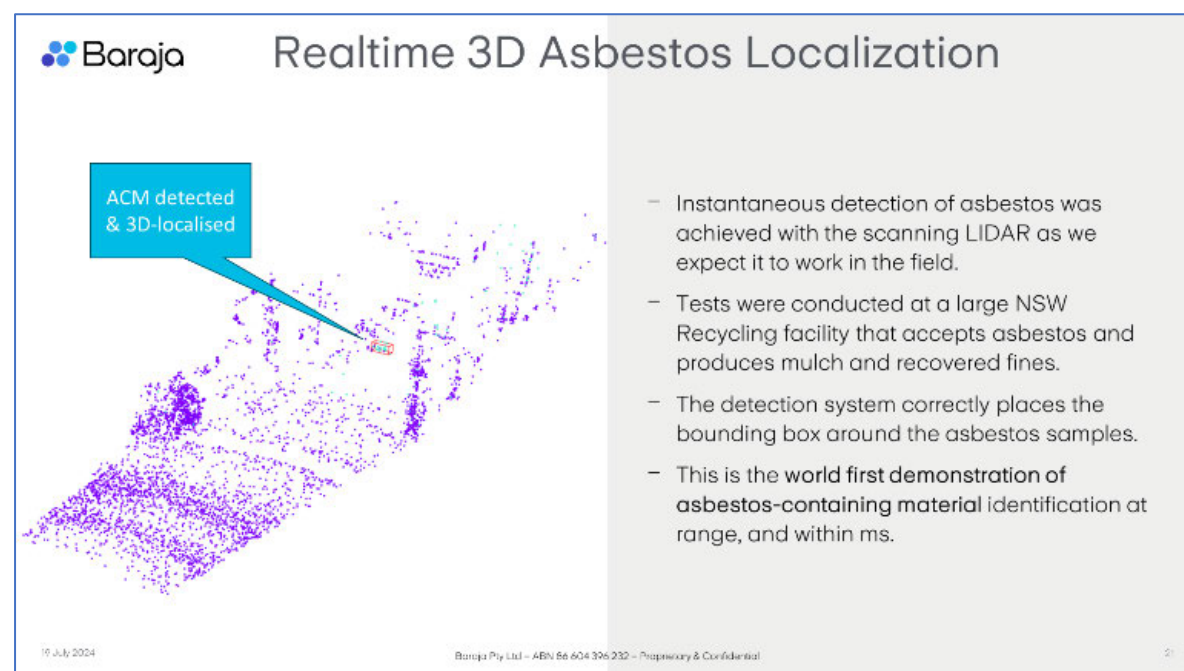 Baraja
Realtime 3D Asbestos Localization
ACM detected
& 3D-localised
– Instantaneous detection of asbestos was
achieved with the scanning LIDAR as we
expect it to work in the field.
– Tests were conducted at a large NSW
Recycling facility that accepts asbestos and
produces mulch and recovered fines.
– The detection system correctly places the
bounding box around the asbestos samples.
– This is the world first demonstration of
asbestos-containing material identification at
range, and within ms.
19 July 2024
Baraja Pty Ltd – ABN 86 604 396 232 – Proprietary & Confidential
21